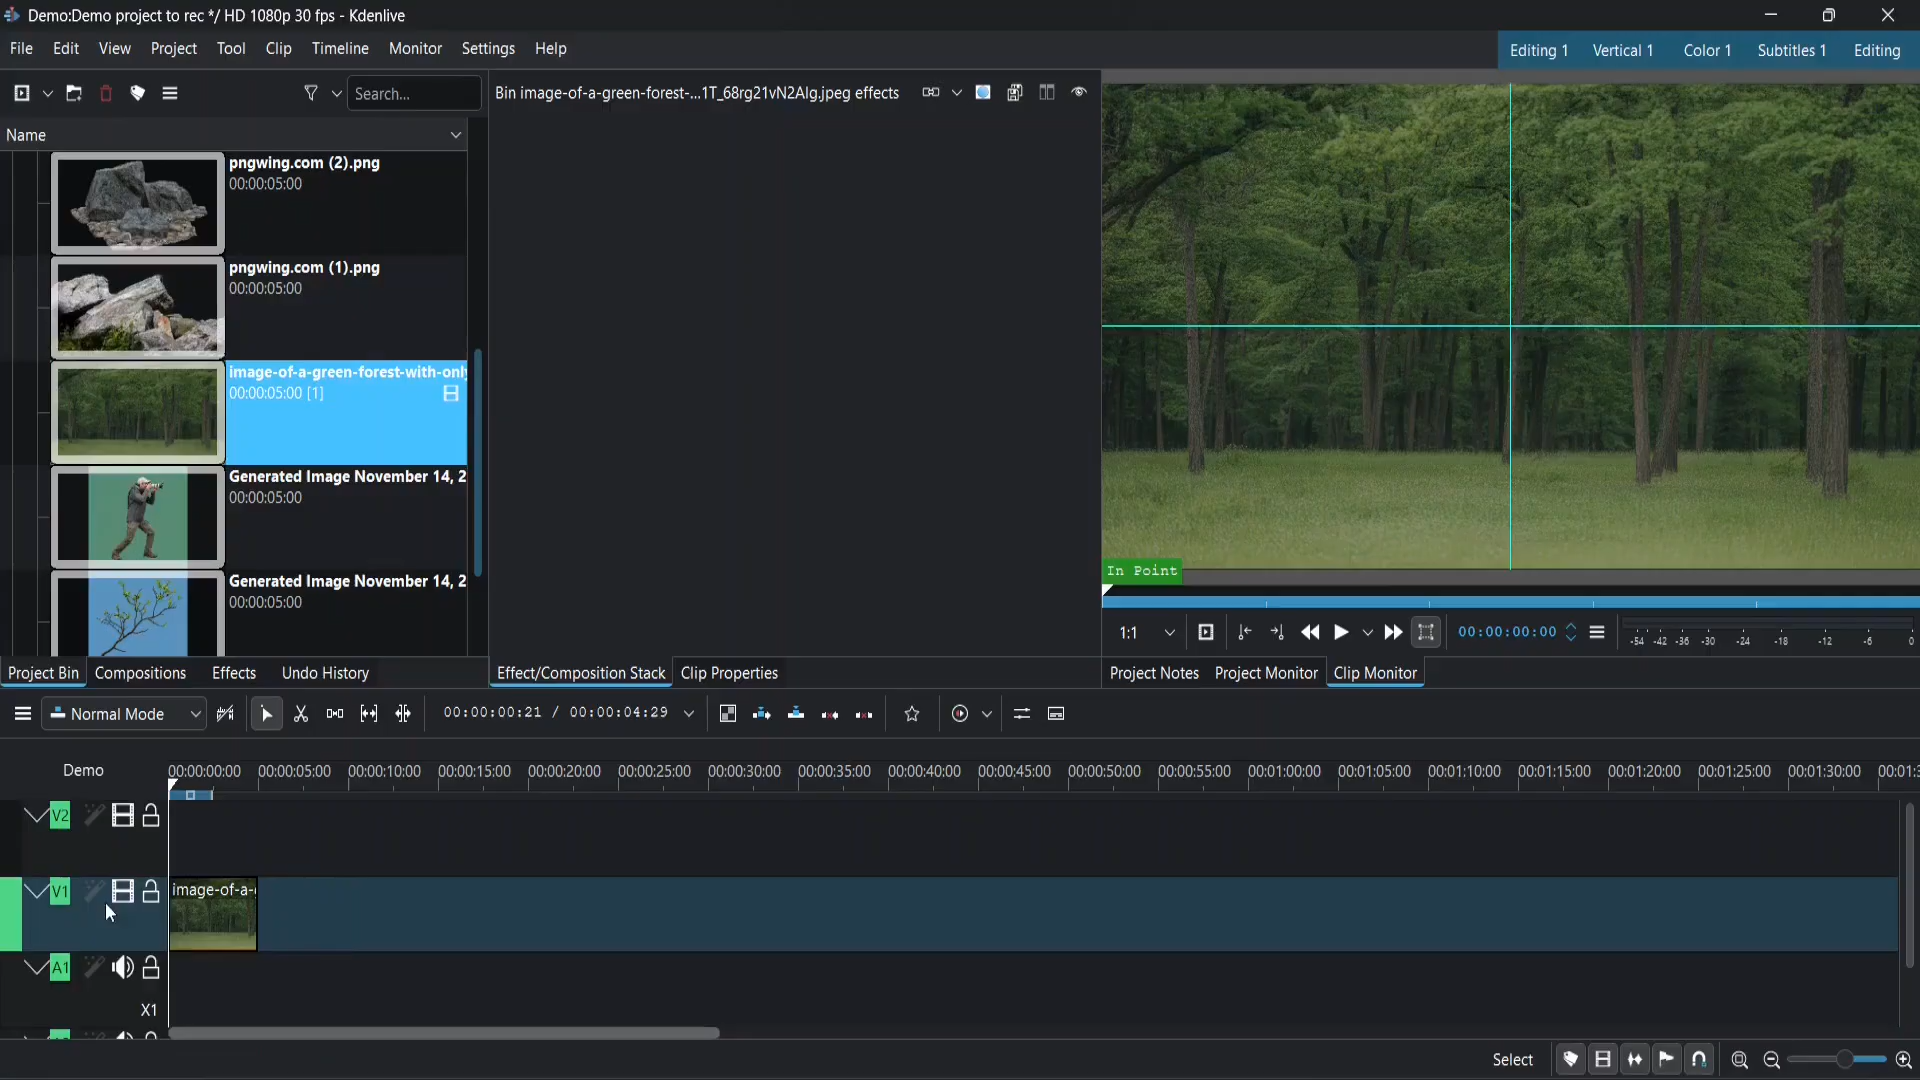 Demo:Demo project to rec */ HD 1080p 30 fps - Kdenlive
File Edit View Project Tool Clip Timeline Monitor Settings Help
Editing 1 Vertical 1 Color 1 Subtitles 1 Editing
Search...
Bin image-of-a-green-forest-...1T_68rg21vN2AIg.jpeg effects
Name
pngwing.com (2).png
00:00:05:00
pngwing.com (1).png
00:00:05:00
image-of-a-green-forest-with-only
00:00:05:00 [1]
Generated Image November 14, 2
00:00:05:00
Generated Image November 14, 2
00:00:05:00
In Point
1:1
00:00:00:00
-54 -42 -36 -30 -24 -18 -12 -6 0
Project Bin Compositions Effects Undo History
Effect/Composition Stack Clip Properties
Project Notes Project Monitor Clip Monitor
Normal Mode
00:00:00:21 / 00:00:04:29
Demo
00:00:00:00 00:00:05:00 00:00:10:00 00:00:15:00 00:00:20:00 00:00:25:00 00:00:30:00 00:00:35:00 00:00:40:00 00:00:45:00 00:00:50:00 00:00:55:00 00:01:00:00 00:01:05:00 00:01:10:00 00:01:15:00 00:01:20:00 00:01:25:00 00:01:30:00 00:01:3
V2
V1
image-of-a-g
A1
X1
Select